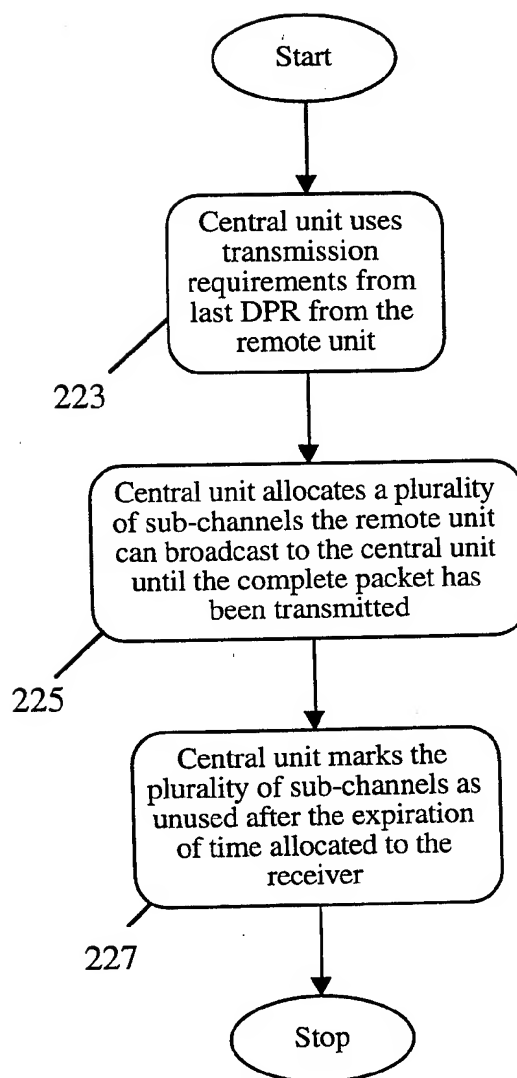 Start
Central unit uses
transmission
requirements from
last DPR from the
remote unit
223
Central unit allocates a plurality
of sub-channels the remote unit
can broadcast to the central unit
until the complete packet has
been transmitted
225
Central unit marks the
plurality of sub-channels as
unused after the expiration
of time allocated to the
receiver
227
Stop